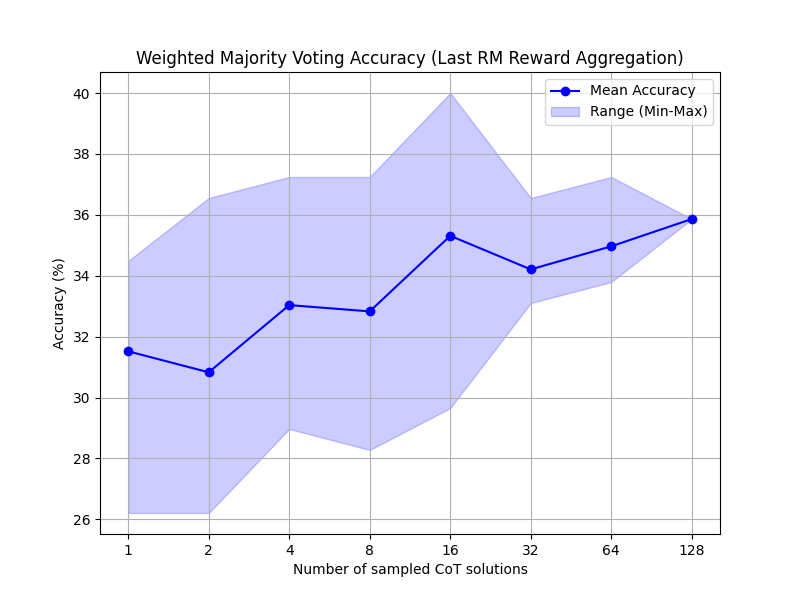 Weighted Majority Voting Accuracy (Last RM Reward Aggregation)
Mean Accuracy
Range (Min-Max)
Accuracy (%)
40
38
36
34
32
30
28
26
1 2 4 8 16 32 64 128
Number of sampled CoT solutions